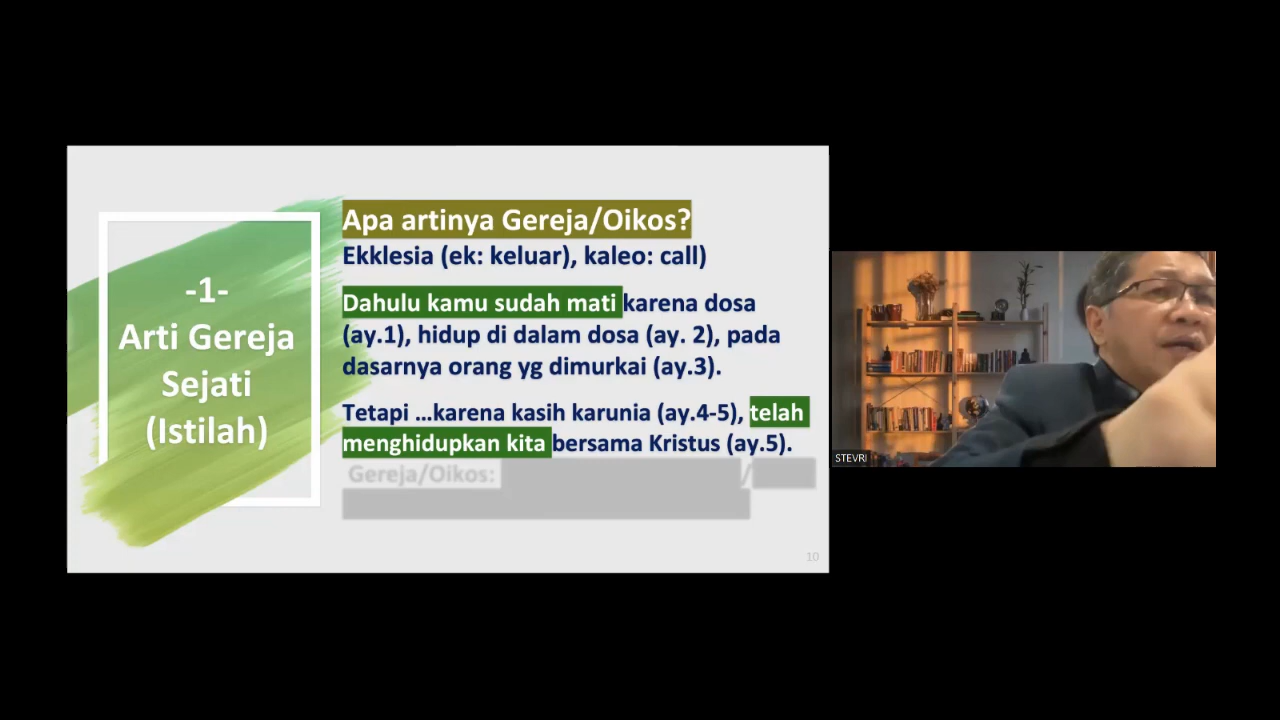 -1-
Arti Gereja
Sejati
(Istilah)
Apa artinya Gereja/Oikos?
Ekklesia (ek: keluar), kaleo: call)
Dahulu kamu sudah mati karena dosa
(ay.1), hidup di dalam dosa (ay. 2), pada
dasarnya orang yg dimurkai (ay.3).
Tetapi ...karena kasih karunia (ay.4-5), telah
menghidupkan kita bersama Kristus (ay.5).
Gereja/Oikos: /
10
STEVRI